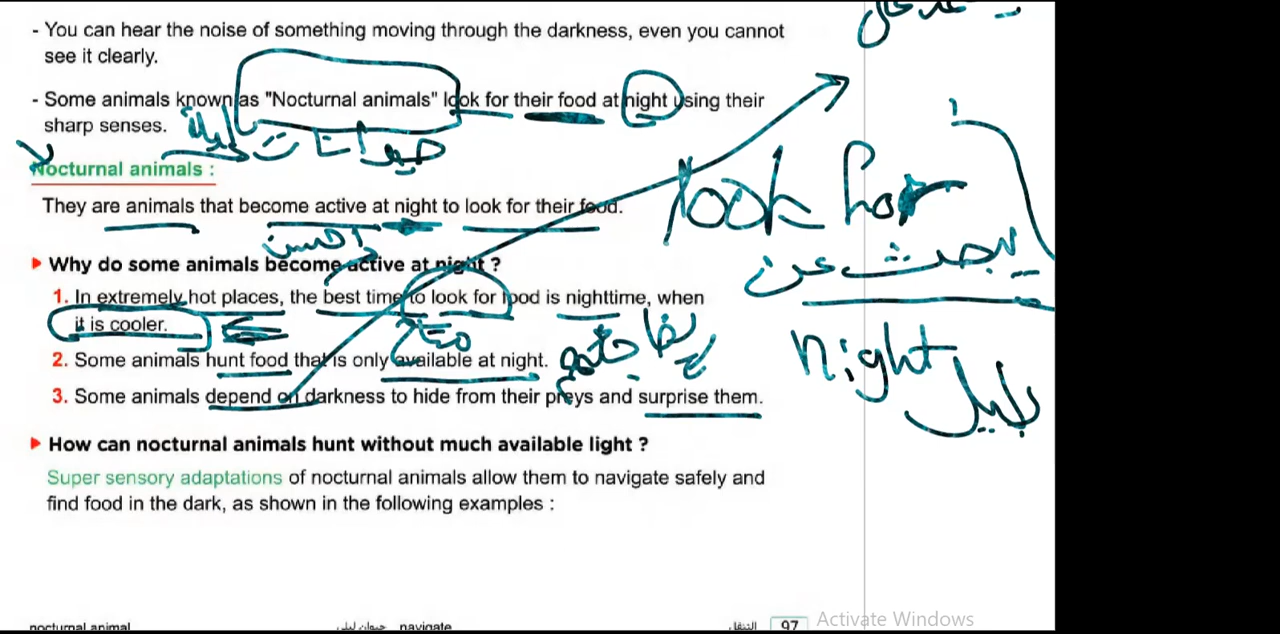 - You can hear the noise of something moving through the darkness, even you cannot
see it clearly.
- Some animals known as "Nocturnal animals" look for their food at night using their
sharp senses.
حيوانات ليلية
Nocturnal animals :
They are animals that become active at night to look for their food.
look for
يبحث عن
▶ Why do some animals become active at night ?
1. In extremely hot places, the best time to look for food is nighttime, when
it is cooler.
متاح
night
بليل
2. Some animals hunt food that is only available at night.
3. Some animals depend on darkness to hide from their preys and surprise them.
▶ How can nocturnal animals hunt without much available light ?
Super sensory adaptations of nocturnal animals allow them to navigate safely and
find food in the dark, as shown in the following examples :
nocturnal animal حيوان ليلى navigate التنقل 97
Activate Windows